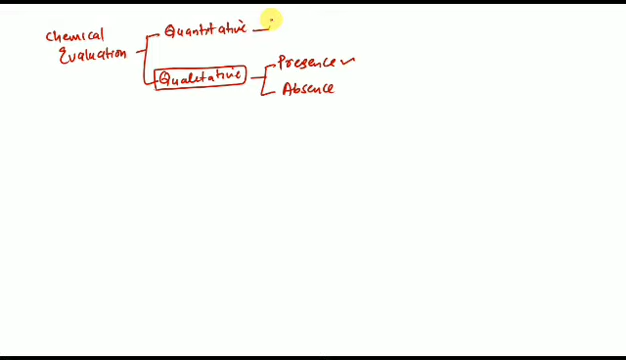 Chemical
Evaluation
Quantitative
Qualitative
Presence
Absence